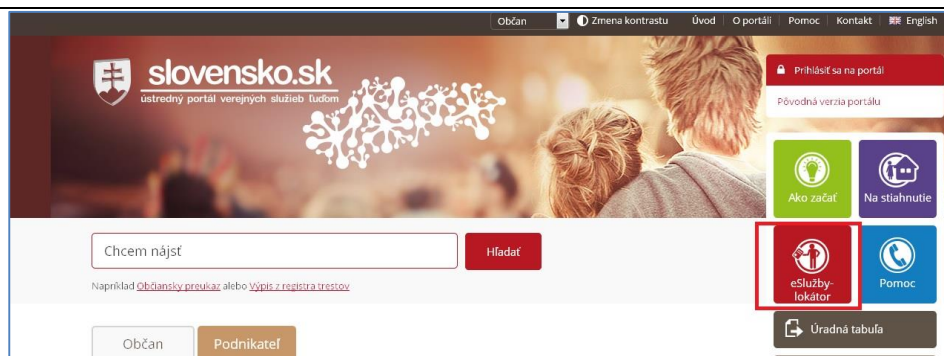 Občan Zmena kontrastu Úvod O portáli Pomoc Kontakt English
slovensko.sk
ústredný portál verejných služieb ľuďom
Prihlásiť sa na portál
Pôvodná verzia portálu
Ako začať
Na stiahnutie
Chcem nájsť
Hľadať
Napríklad Občiansky preukaz alebo Výpis z registra trestov
eSlužby-
lokátor
Pomoc
Úradná tabuľa
Občan
Podnikateľ